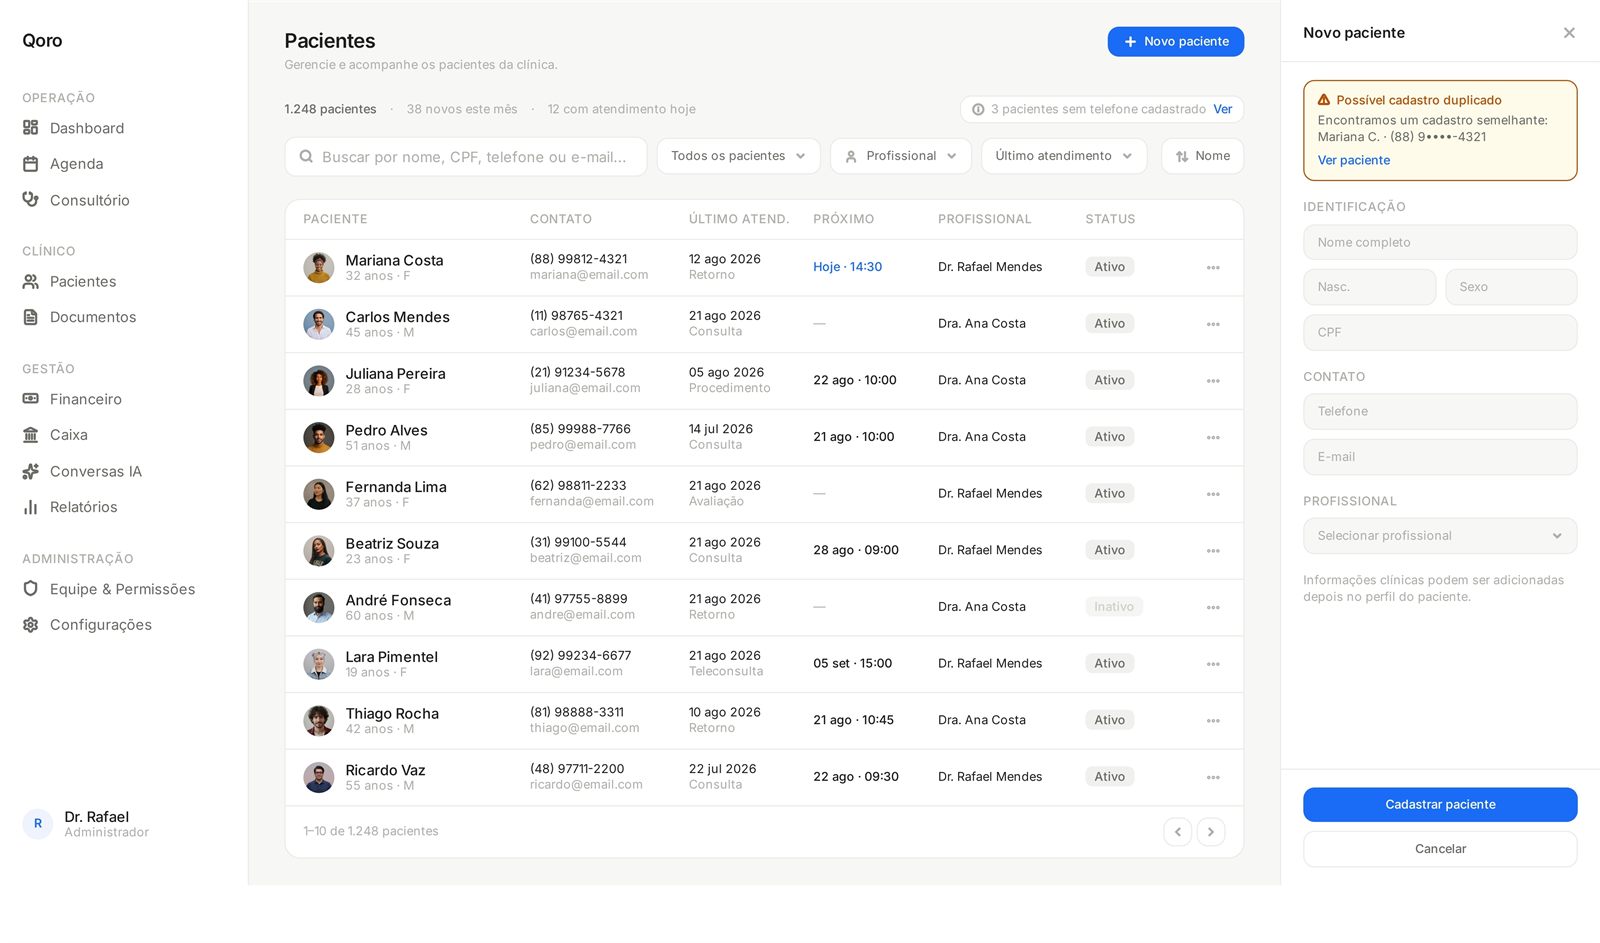 Qoro
OPERAÇÃO
Dashboard
Agenda
Consultório
CLÍNICO
Pacientes
Documentos
GESTÃO
Financeiro
Caixa
Conversas IA
Relatórios
ADMINISTRAÇÃO
Equipe & Permissões
Configurações
R
Dr. Rafael
Administrador
Pacientes
Gerencie e acompanhe os pacientes da clínica.
+ Novo paciente
1.248 pacientes · 38 novos este mês · 12 com atendimento hoje
3 pacientes sem telefone cadastrado Ver
Buscar por nome, CPF, telefone ou e-mail...
Todos os pacientes
Profissional
Último atendimento
Nome
PACIENTE CONTATO ÚLTIMO ATEND. PRÓXIMO PROFISSIONAL STATUS
Mariana Costa (88) 99812-4321 12 ago 2026 Hoje · 14:30 Dr. Rafael Mendes Ativo
32 anos · F mariana@email.com Retorno
Carlos Mendes (11) 98765-4321 21 ago 2026 — Dra. Ana Costa Ativo
45 anos · M carlos@email.com Consulta
Juliana Pereira (21) 91234-5678 05 ago 2026 22 ago · 10:00 Dra. Ana Costa Ativo
28 anos · F juliana@email.com Procedimento
Pedro Alves (85) 99988-7766 14 jul 2026 21 ago · 10:00 Dra. Ana Costa Ativo
51 anos · M pedro@email.com Consulta
Fernanda Lima (62) 98811-2233 21 ago 2026 — Dr. Rafael Mendes Ativo
37 anos · F fernanda@email.com Avaliação
Beatriz Souza (31) 99100-5544 21 ago 2026 28 ago · 09:00 Dr. Rafael Mendes Ativo
23 anos · F beatriz@email.com Consulta
André Fonseca (41) 97755-8899 21 ago 2026 — Dra. Ana Costa Inativo
60 anos · M andre@email.com Retorno
Lara Pimentel (92) 99234-6677 21 ago 2026 05 set · 15:00 Dr. Rafael Mendes Ativo
19 anos · F lara@email.com Teleconsulta
Thiago Rocha (81) 98888-3311 10 ago 2026 21 ago · 10:45 Dra. Ana Costa Ativo
42 anos · M thiago@email.com Retorno
Ricardo Vaz (48) 97711-2200 22 jul 2026 22 ago · 09:30 Dr. Rafael Mendes Ativo
55 anos · M ricardo@email.com Consulta
1–10 de 1.248 pacientes
Novo paciente
Possível cadastro duplicado
Encontramos um cadastro semelhante:
Mariana C. · (88) 9••••-4321
Ver paciente
IDENTIFICAÇÃO
Nome completo
Nasc.
Sexo
CPF
CONTATO
Telefone
E-mail
PROFISSIONAL
Selecionar profissional
Informações clínicas podem ser adicionadas
depois no perfil do paciente.
Cadastrar paciente
Cancelar